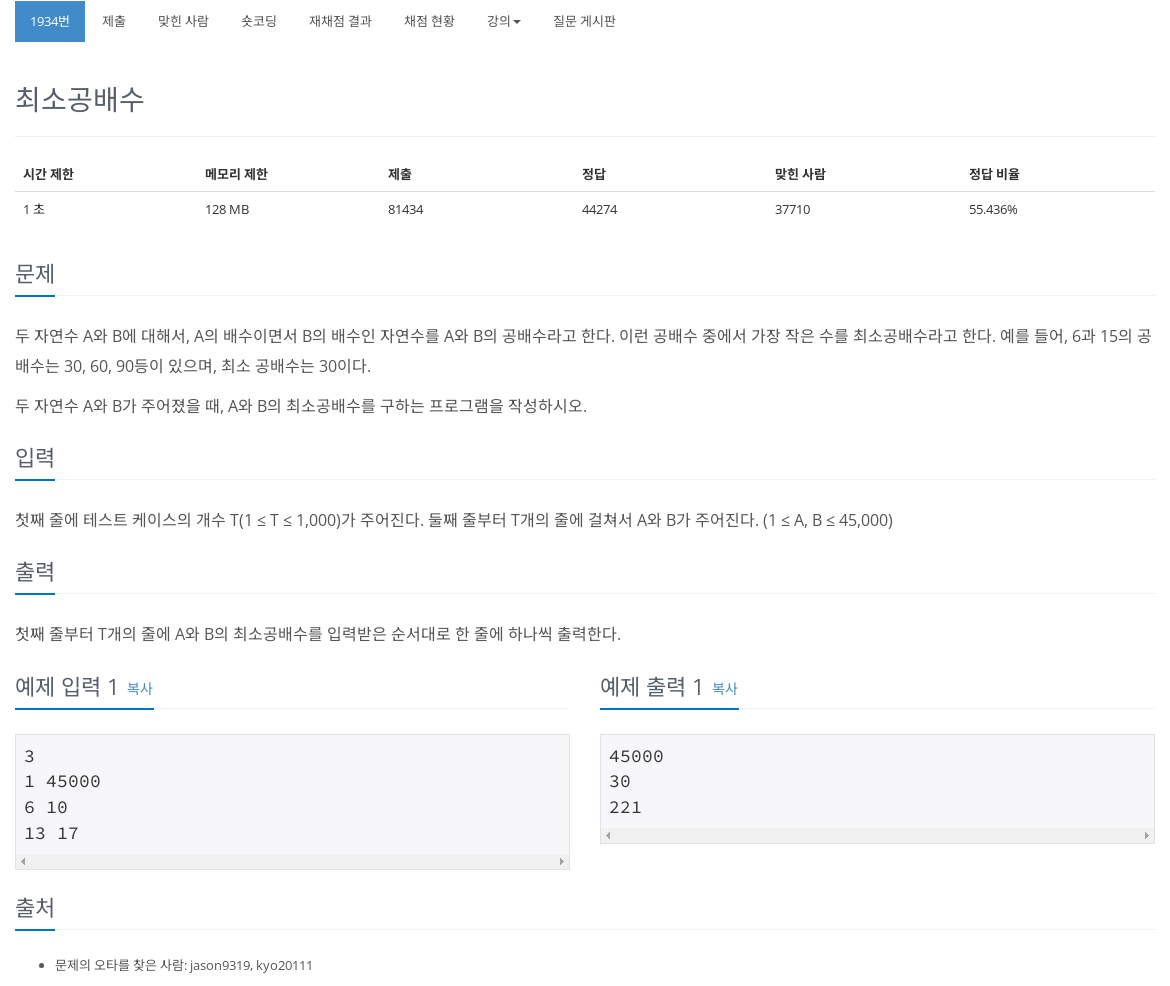 1934번 제출 맞힌 사람 숏코딩 재채점 결과 채점 현황 강의 질문 게시판
최소공배수
시간 제한 메모리 제한 제출 정답 맞힌 사람 정답 비율
1 초 128 MB 81434 44274 37710 55.436%
문제
두 자연수 A와 B에 대해서, A의 배수이면서 B의 배수인 자연수를 A와 B의 공배수라고 한다. 이런 공배수 중에서 가장 작은 수를 최소공배수라고 한다. 예를 들어, 6과 15의 공
배수는 30, 60, 90등이 있으며, 최소 공배수는 30이다.
두 자연수 A와 B가 주어졌을 때, A와 B의 최소공배수를 구하는 프로그램을 작성하시오.
입력
첫째 줄에 테스트 케이스의 개수 T(1 ≤ T ≤ 1,000)가 주어진다. 둘째 줄부터 T개의 줄에 걸쳐서 A와 B가 주어진다. (1 ≤ A, B ≤ 45,000)
출력
첫째 줄부터 T개의 줄에 A와 B의 최소공배수를 입력받은 순서대로 한 줄에 하나씩 출력한다.
예제 입력 1 복사
3
1 45000
6 10
13 17
예제 출력 1 복사
45000
30
221
출처
문제의 오타를 찾은 사람: jason9319, kyo20111